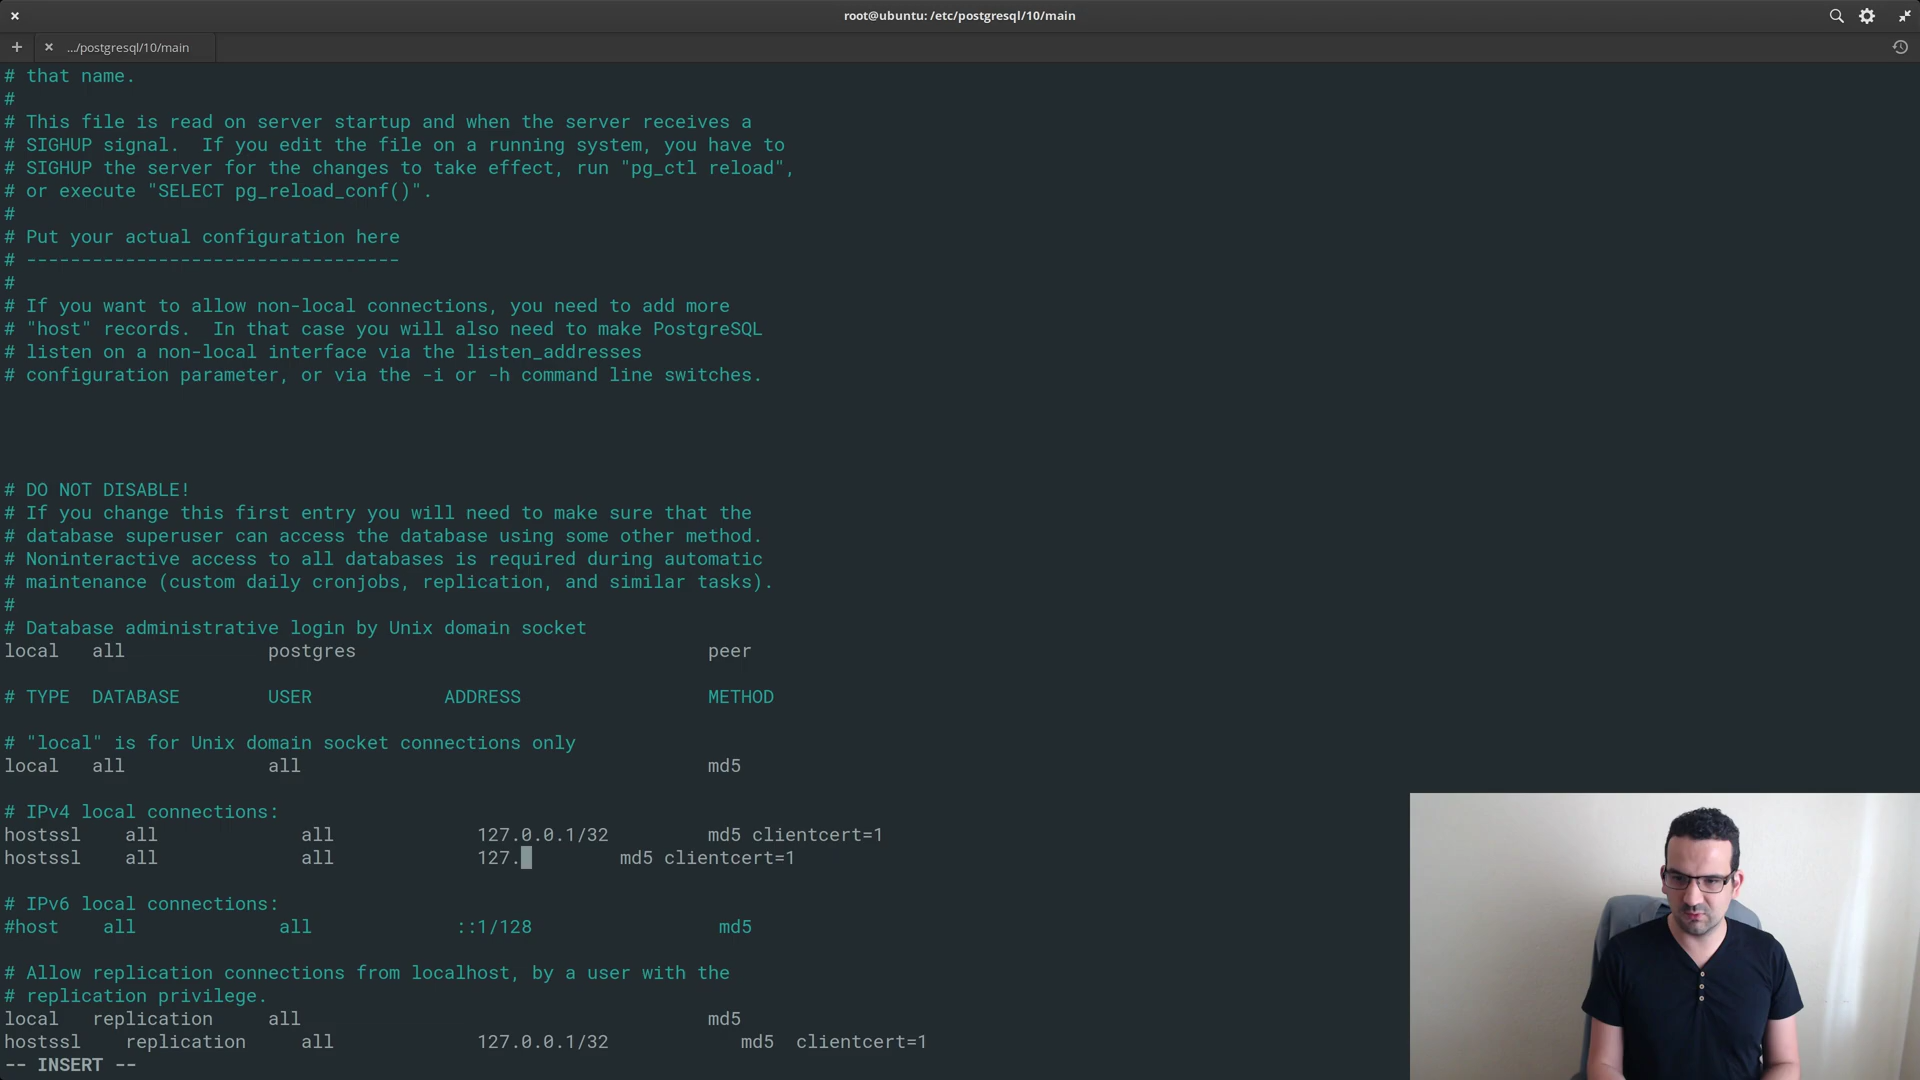 root@ubuntu: /etc/postgresql/10/main
.../postgresql/10/main
# that name.
#
# This file is read on server startup and when the server receives a
# SIGHUP signal.  If you edit the file on a running system, you have to
# SIGHUP the server for the changes to take effect, run "pg_ctl reload",
# or execute "SELECT pg_reload_conf()".
#
# Put your actual configuration here
# ----------------------------------
#
# If you want to allow non-local connections, you need to add more
# "host" records.  In that case you will also need to make PostgreSQL
# listen on a non-local interface via the listen_addresses
# configuration parameter, or via the -i or -h command line switches.
# DO NOT DISABLE!
# If you change this first entry you will need to make sure that the
# database superuser can access the database using some other method.
# Noninteractive access to all databases is required during automatic
# maintenance (custom daily cronjobs, replication, and similar tasks).
#
# Database administrative login by Unix domain socket
local   all             postgres                                peer
# TYPE  DATABASE        USER            ADDRESS                 METHOD
# "local" is for Unix domain socket connections only
local   all             all                                     md5
# IPv4 local connections:
hostssl    all             all             127.0.0.1/32         md5 clientcert=1
hostssl    all             all             127.         md5 clientcert=1
# IPv6 local connections:
#host    all             all             ::1/128                 md5
# Allow replication connections from localhost, by a user with the
# replication privilege.
local   replication     all                                     md5
hostssl    replication     all             127.0.0.1/32            md5  clientcert=1
-- INSERT --